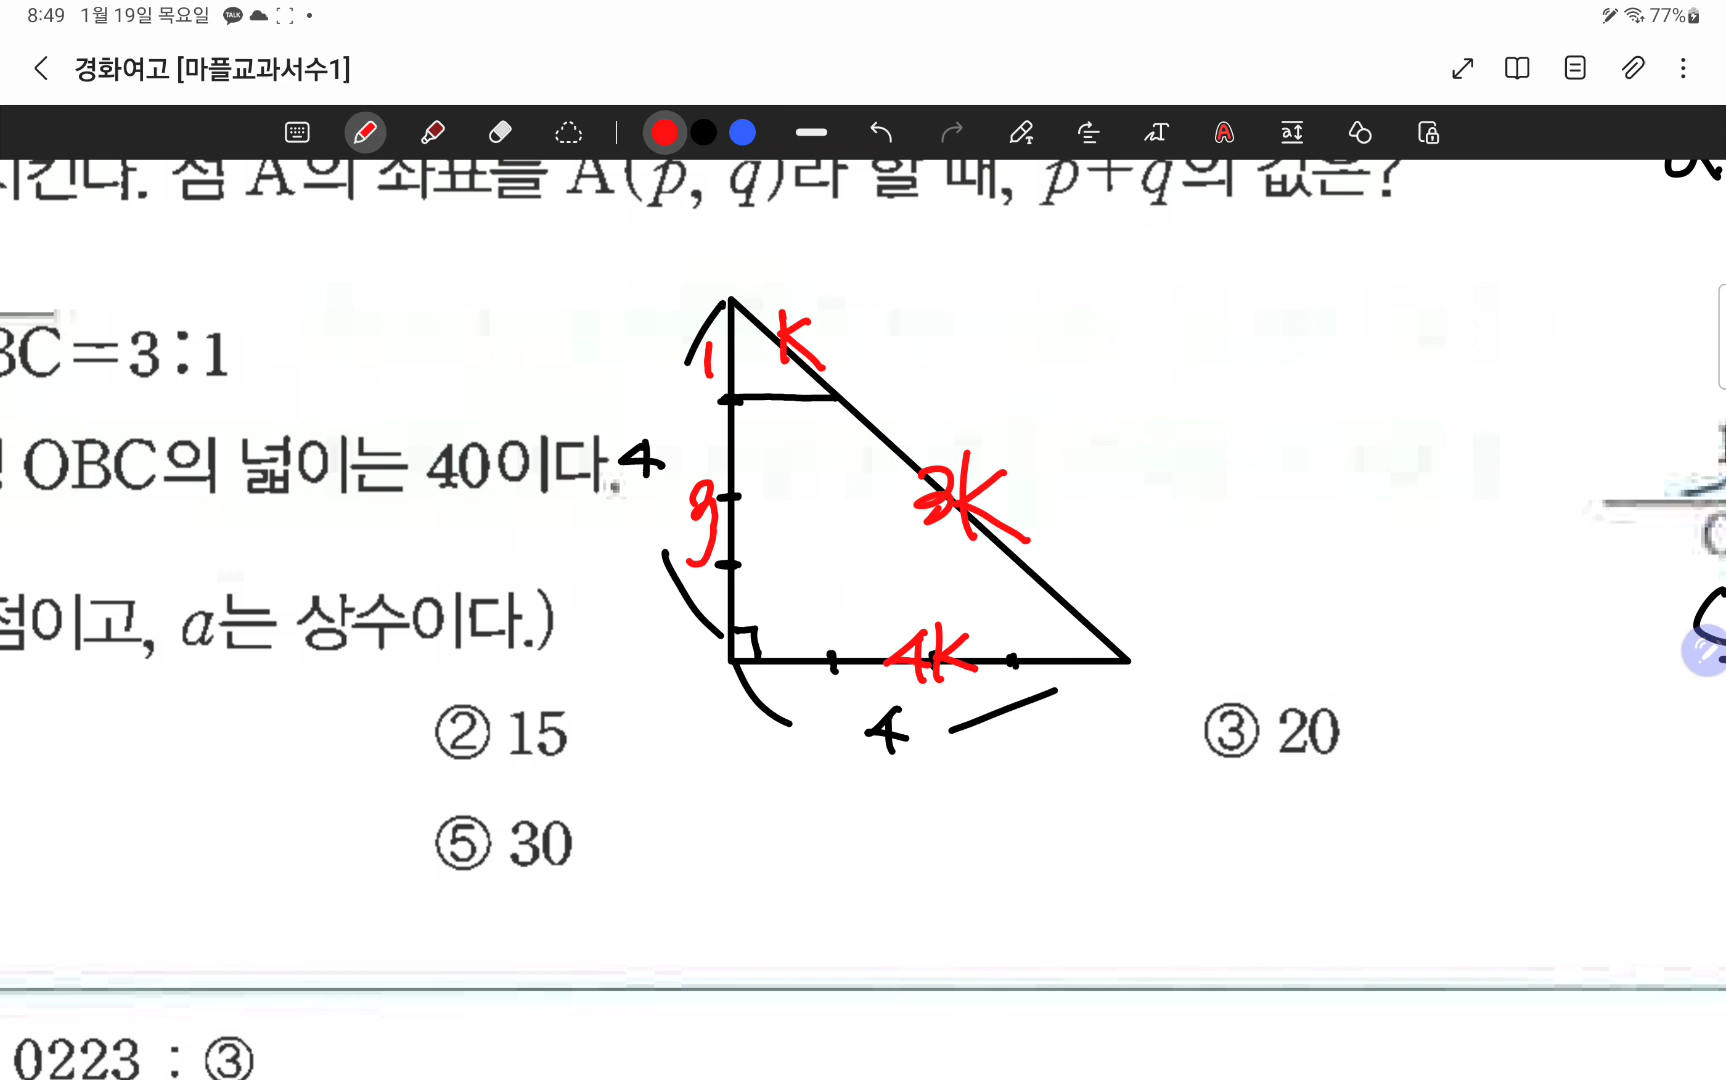 8:49 1월 19일 목요일 TALK 77%
경화여고 [마플교과서수1]
시킨다. 점 A의 좌표를 A(p, q)라 할 때, p+q의 값은?
BC=3:1
OBC의 넓이는 40이다.
점이고, a는 상수이다.)
② 15
③ 20
⑤ 30
1
K
4
3K
4K
4
0223 : ③